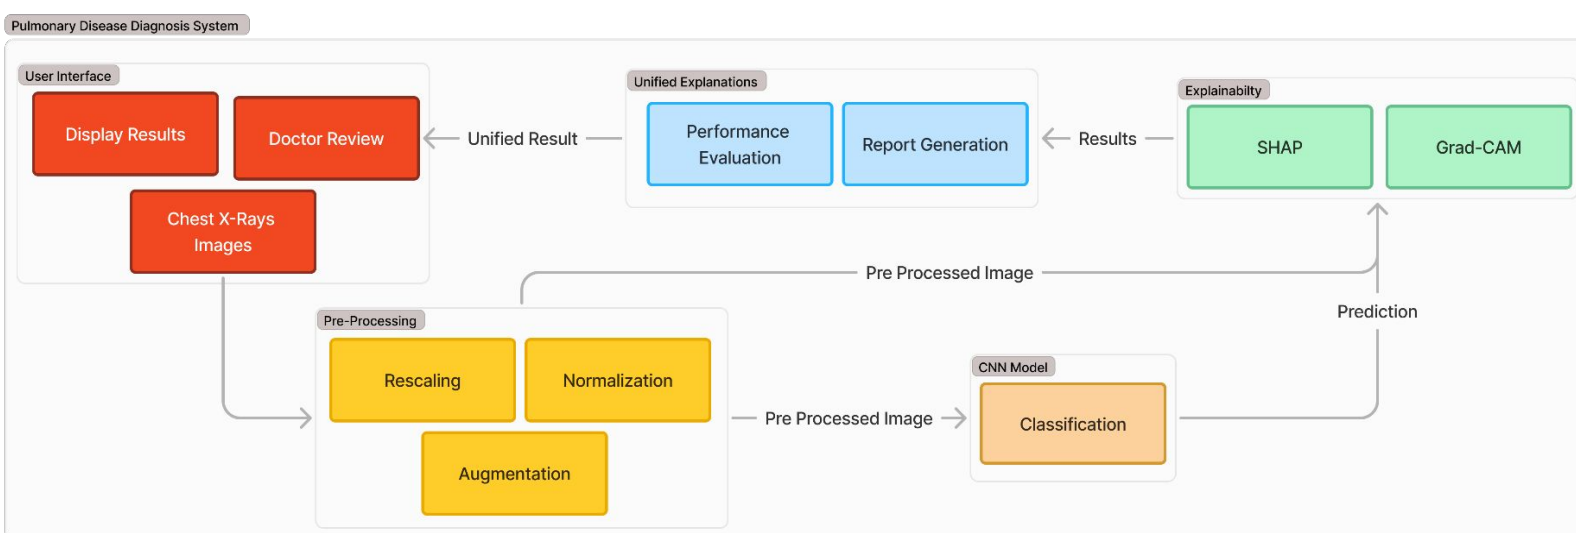 Pulmonary Disease Diagnosis System
User Interface
Display Results
Doctor Review
Chest X-Rays
Images
Unified Result
Unified Explanations
Performance
Evaluation
Report Generation
Results
Explainabilty
SHAP
Grad-CAM
Pre Processed Image
Prediction
Pre-Processing
Rescaling
Normalization
Augmentation
Pre Processed Image
CNN Model
Classification